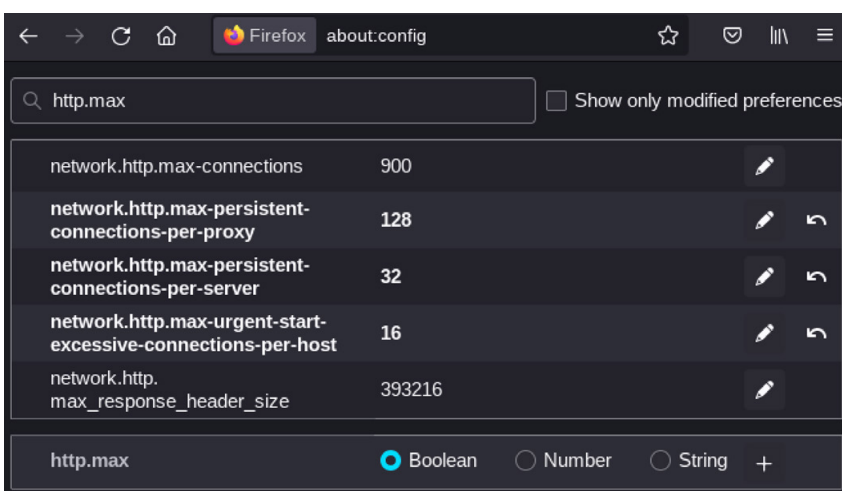 Firefox about:config
http.max Show only modified preferences
network.http.max-connections 900
network.http.max-persistent-
connections-per-proxy 128
network.http.max-persistent-
connections-per-server 32
network.http.max-urgent-start-
excessive-connections-per-host 16
network.http.
max_response_header_size 393216
http.max Boolean Number String